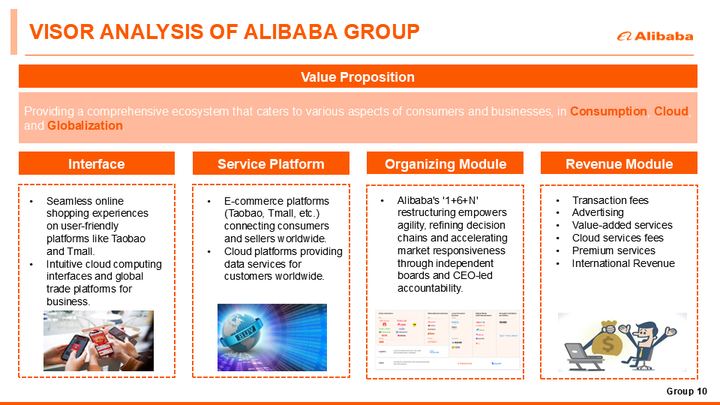 VISOR ANALYSIS OF ALIBABA GROUP
Alibaba
Value Proposition
Providing a comprehensive ecosystem that caters to various aspects of consumers and businesses, in Consumption, Cloud
and Globalization
Interface
• Seamless online
shopping experiences
on user-friendly
platforms like Taobao
and Tmall.
• Intuitive cloud computing
interfaces and global
trade platforms for
business.
Service Platform
• E-commerce platforms
(Taobao, Tmall, etc.)
connecting consumers
and sellers worldwide.
• Cloud platforms providing
data services for
customers worldwide.
Organizing Module
• Alibaba's '1+6+N'
restructuring empowers
agility, refining decision
chains and accelerating
market responsiveness
through independent
boards and CEO-led
accountability.
Revenue Module
• Transaction fees
• Advertising
• Value-added services
• Cloud services fees
• Premium services
• International Revenue
Group 10